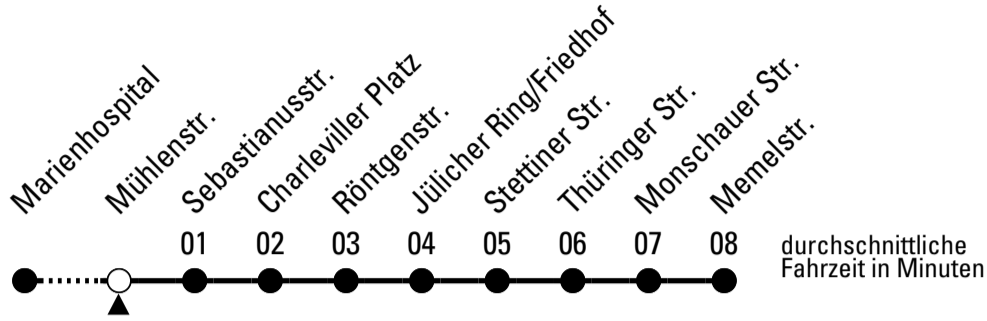 Marienhospital
Mühlenstr.
Sebastianusstr.
Charleviller Platz
Röntgenstr.
Jülicher Ring/Friedhof
Stettiner Str.
Thüringer Str.
Monschauer Str.
Memelstr.
01 02 03 04 05 06 07 08
durchschnittliche
Fahrzeit in Minuten